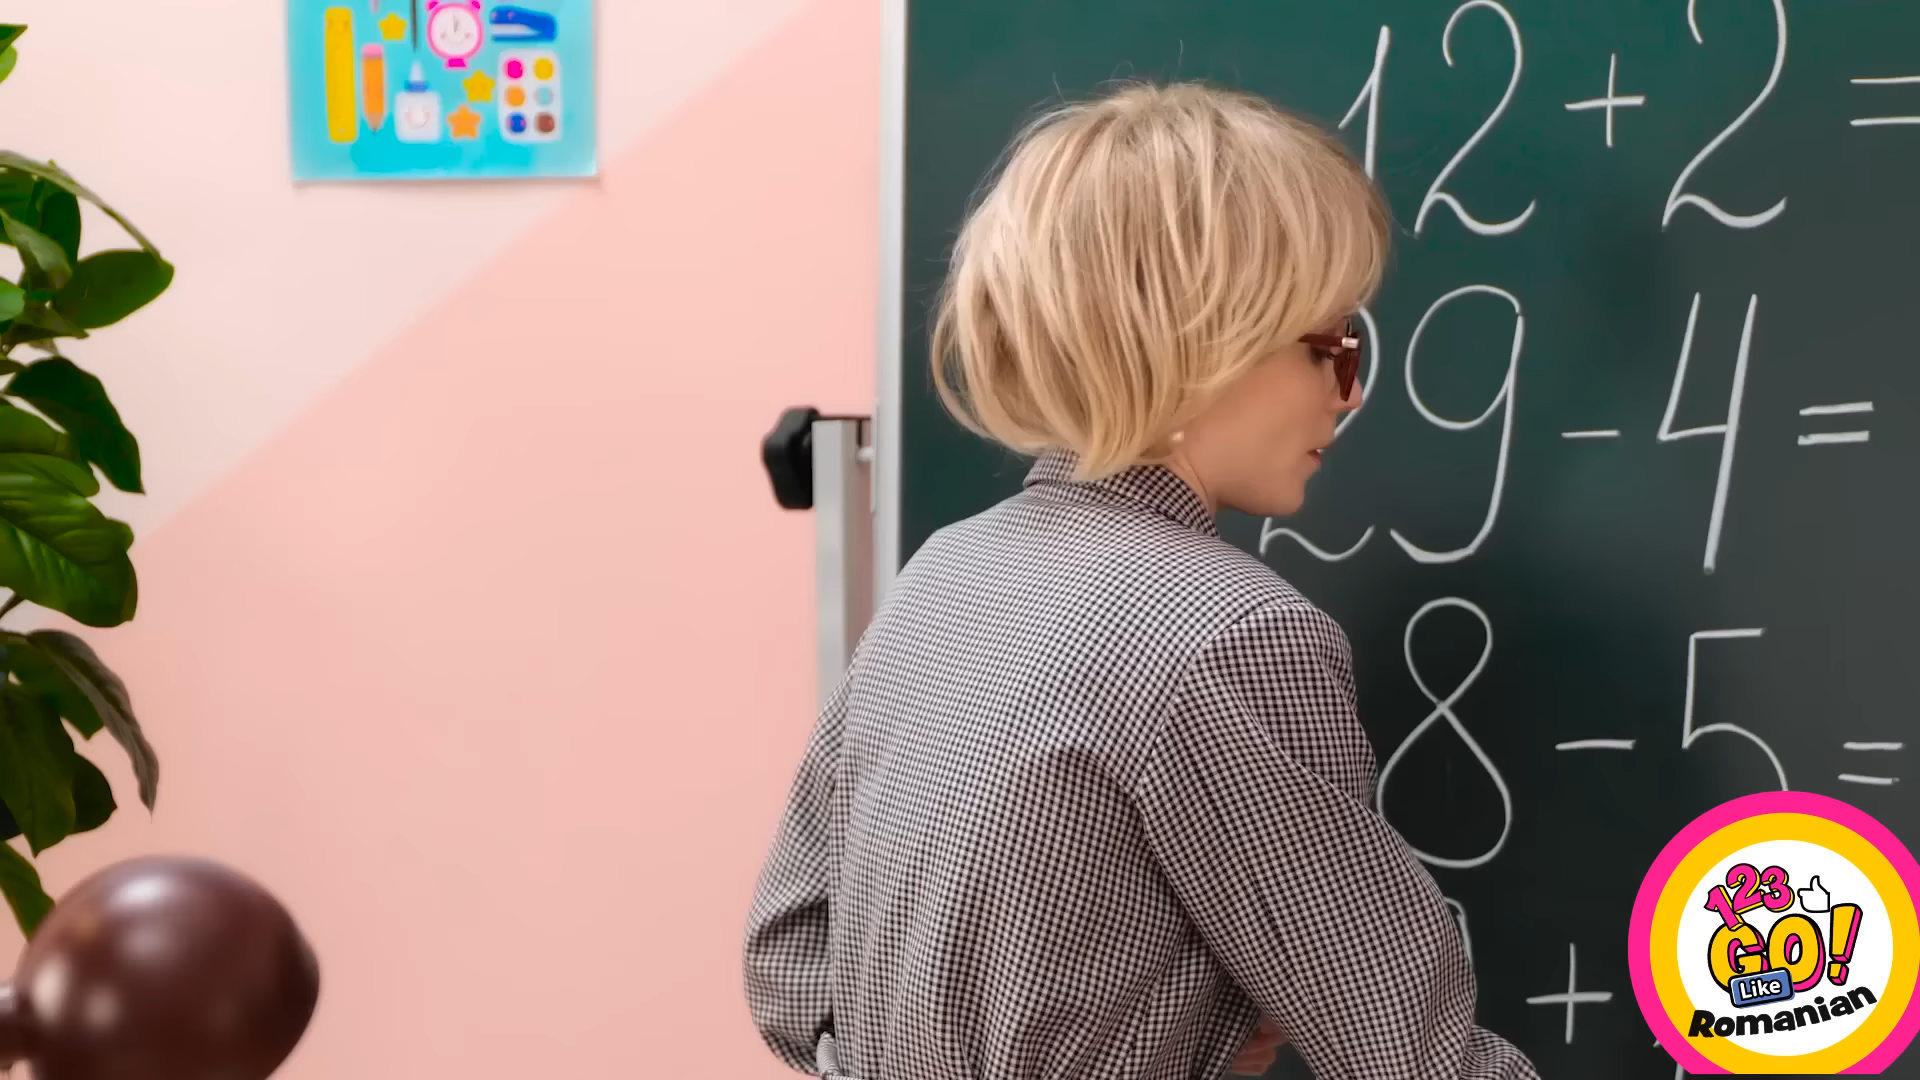 12 + 2 =
29 - 4 =
8 - 5 =
+
123
GO!
Like
Romanian